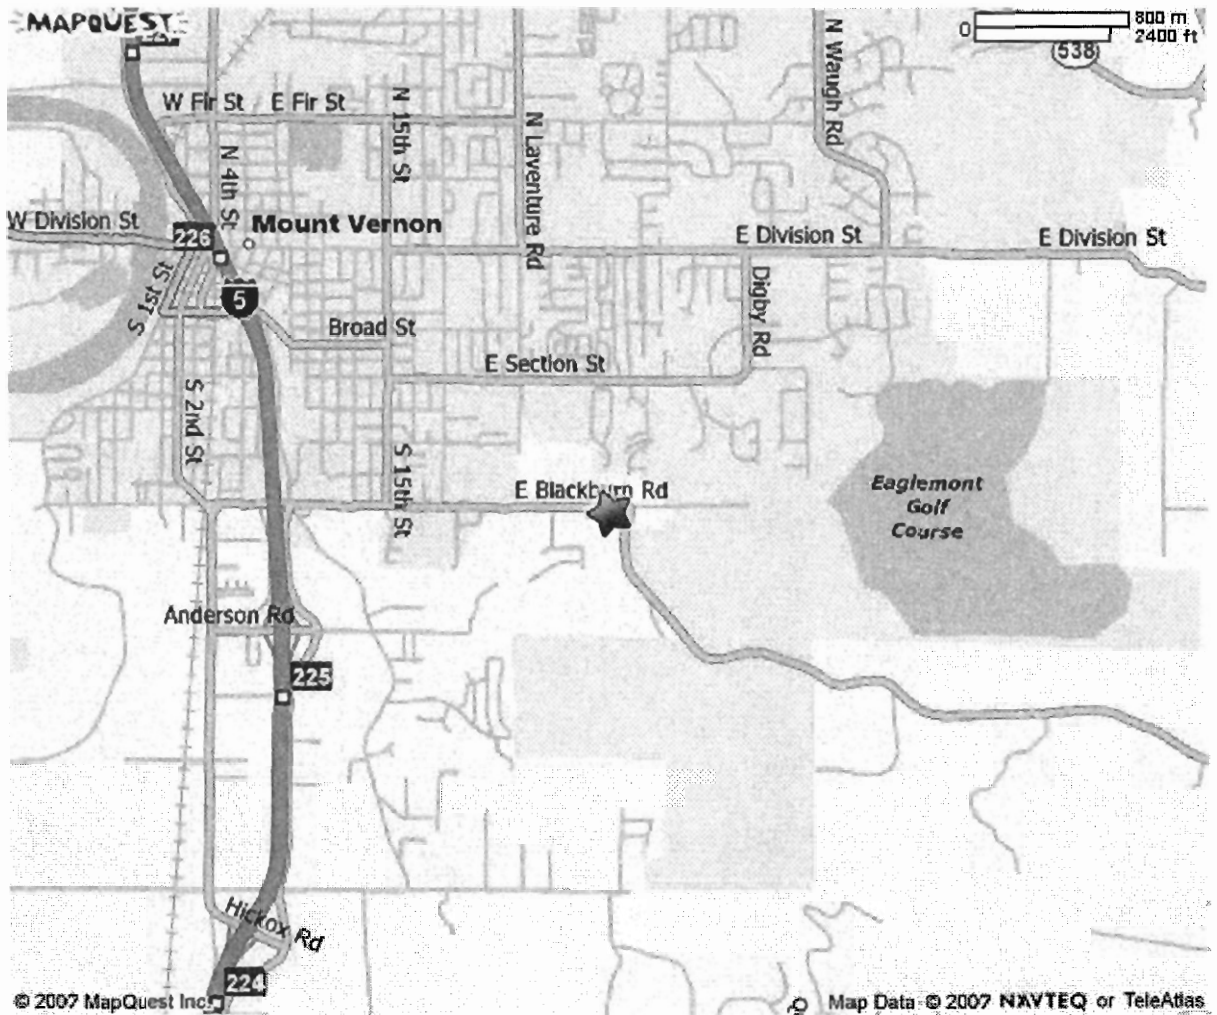 MAPQUEST
800 m
0
2400 ft
538
N Waugh Rd
W Fir St
E Fir St
N 15th St
N Laventure Rd
N 4th St
W Division St
226
Mount Vernon
E Division St
E Division St
S 1st St
5
Digby Rd
Broad St
E Section St
S 2nd St
S 15th St
E Blackburn Rd
Eaglemont
Golf
Course
Anderson Rd
225
Hickox Rd
224
© 2007 MapQuest Inc.
Map Data © 2007 NAVTEQ or TeleAtlas